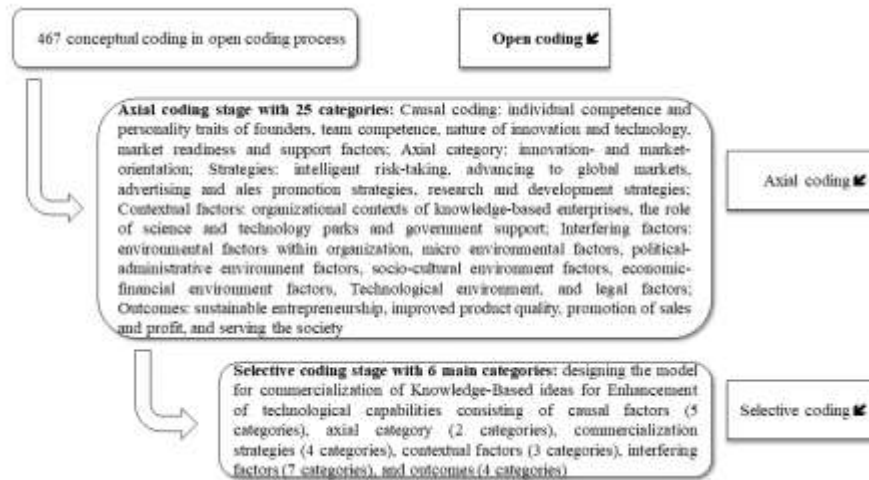 467 conceptual coding in open coding process
Open coding
Axial coding stage with 25 categories: Causal coding: individual competence and
personality traits of founders, team competence, nature of innovation and technology,
market readiness and support factors; Axial category: innovation- and market-
orientation; Strategies: intelligent risk-taking, advancing to global markets,
advertising and ales promotion strategies, research and development strategies;
Contextual factors: organizational contexts of knowledge-based enterprises, the role
of science and technology parks and government support; Interfering factors:
environmental factors within organization, micro environmental factors, political-
administrative environment factors, socio-cultural environment factors, economic-
financial environment factors, Technological environment, and legal factors;
Outcomes: sustainable entrepreneurship, improved product quality, promotion of sales
and profit, and serving the society
Axial coding
Selective coding stage with 6 main categories: designing the model
for commercialization of Knowledge-Based ideas for Enhancement
of technological capabilities consisting of causal factors (5
categories), axial category (2 categories), commercialization
strategies (4 categories), contextual factors (3 categories), interfering
factors (7 categories), and outcomes (4 categories)
Selective coding